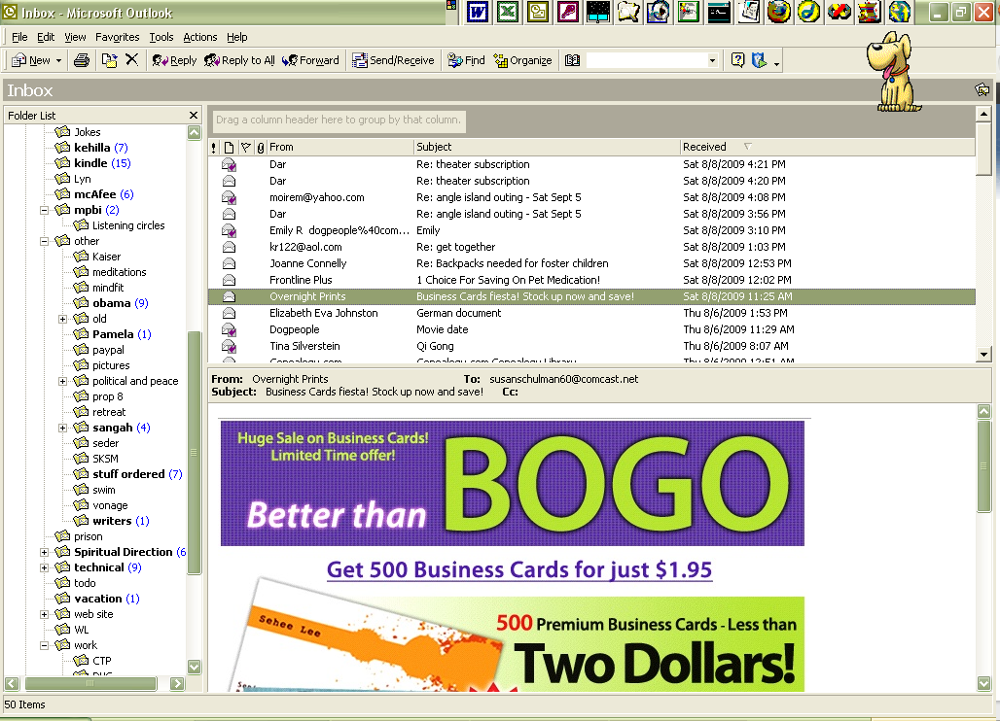 Inbox - Microsoft Outlook
File Edit View Favorites Tools Actions Help
New Reply Reply to All Forward Send/Receive Find Organize
Inbox
Folder List
Jokes
kehilla (7)
kindle (15)
Lyn
mcAfee (6)
mpbi (2)
Listening circles
other
Kaiser
meditations
mindfit
obama (9)
old
Pamela (1)
paypal
pictures
political and peace
prop 8
retreat
sangah (4)
seder
SKSM
stuff ordered (7)
swim
vonage
writers (1)
prison
Spiritual Direction (6
technical (9)
todo
vacation (1)
web site
WL
work
CTP
Drag a column header here to group by that column.
From Subject Received
Dar Re: theater subscription Sat 8/8/2009 4:21 PM
Dar Re: theater subscription Sat 8/8/2009 4:20 PM
moirem@yahoo.com Re: angle island outing - Sat Sept 5 Sat 8/8/2009 4:08 PM
Dar Re: angle island outing - Sat Sept 5 Sat 8/8/2009 3:56 PM
Emily R dogpeople%40com... Emily Sat 8/8/2009 3:10 PM
kr122@aol.com Re: get together Sat 8/8/2009 1:03 PM
Joanne Connelly Re: Backpacks needed for foster children Sat 8/8/2009 12:53 PM
Frontline Plus 1 Choice For Saving On Pet Medication! Sat 8/8/2009 12:02 PM
Overnight Prints Business Cards fiesta! Stock up now and save! Sat 8/8/2009 11:25 AM
Elizabeth Eva Johnston German document Thu 8/6/2009 1:53 PM
Dogpeople Movie date Thu 8/6/2009 11:29 AM
Tina Silverstein Qi Gong Thu 8/6/2009 8:07 AM
Genealogy.com Genealogy.com Genealogy Library Thu 8/6/2009 12:51 AM
From: Overnight Prints To: susanschulman60@comcast.net
Subject: Business Cards fiesta! Stock up now and save! Cc:
Huge Sale on Business Cards!
Limited Time offer!
Better than BOGO
Get 500 Business Cards for just $1.95
Sehee Lee
500 Premium Business Cards - Less than
Two Dollars!
50 Items